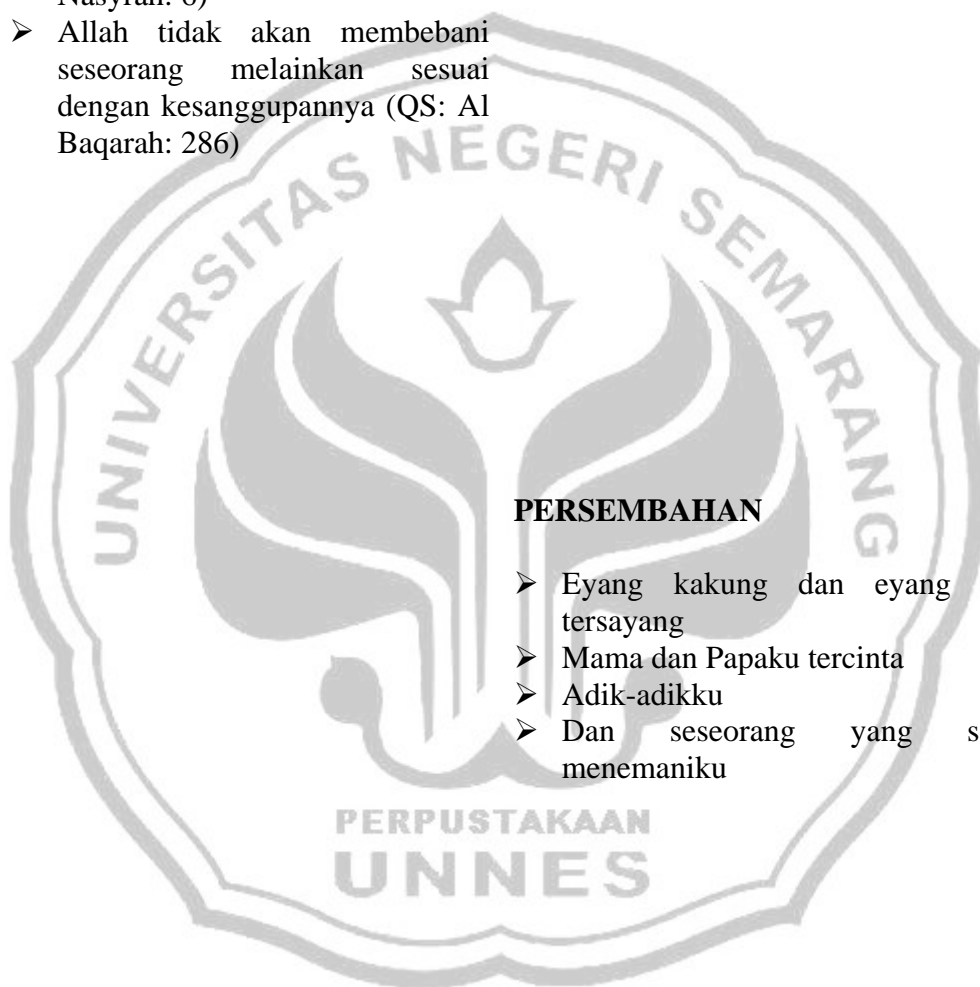 Nasyrah: 6)
➢ Allah tidak akan membebani
seseorang melainkan sesuai
dengan kesanggupannya (QS: Al
Baqarah: 286)
UNIVERSITAS NEGERI SEMARANG
PERSEMBAHAN
➢ Eyang kakung dan eyang
tersayang
➢ Mama dan Papaku tercinta
➢ Adik-adikku
➢ Dan seseorang yang
menemaniku
PERPUSTAKAAN
UNNES